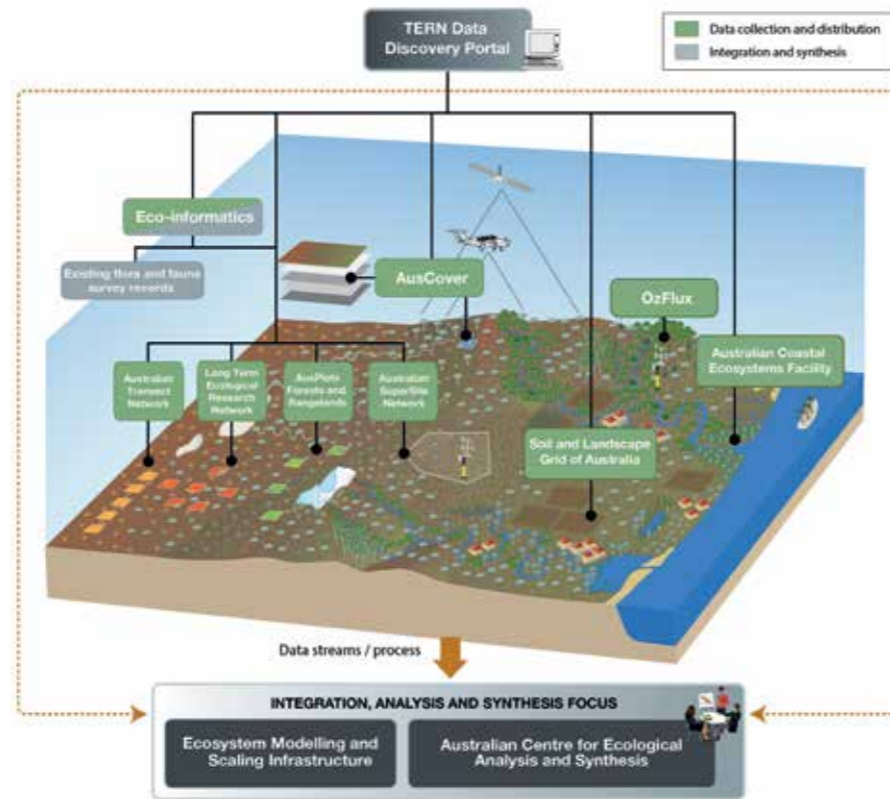 TERN Data
Discovery Portal
Data collection and distribution
Integration and synthesis
Eco-informatics
Existing flora and fauna
survey records
AusCover
OzFlux
Australian Coastal
Ecosystems Facility
Australian
Transect
Network
Long Term
Ecological
Research
Network
AusPlots
Forests and
Rangelands
Australian
SuperSite
Network
Soil and Landscape
Grid of Australia
Data streams / process
INTEGRATION, ANALYSIS AND SYNTHESIS FOCUS
Ecosystem Modelling and
Scaling Infrastructure
Australian Centre for Ecological
Analysis and Synthesis